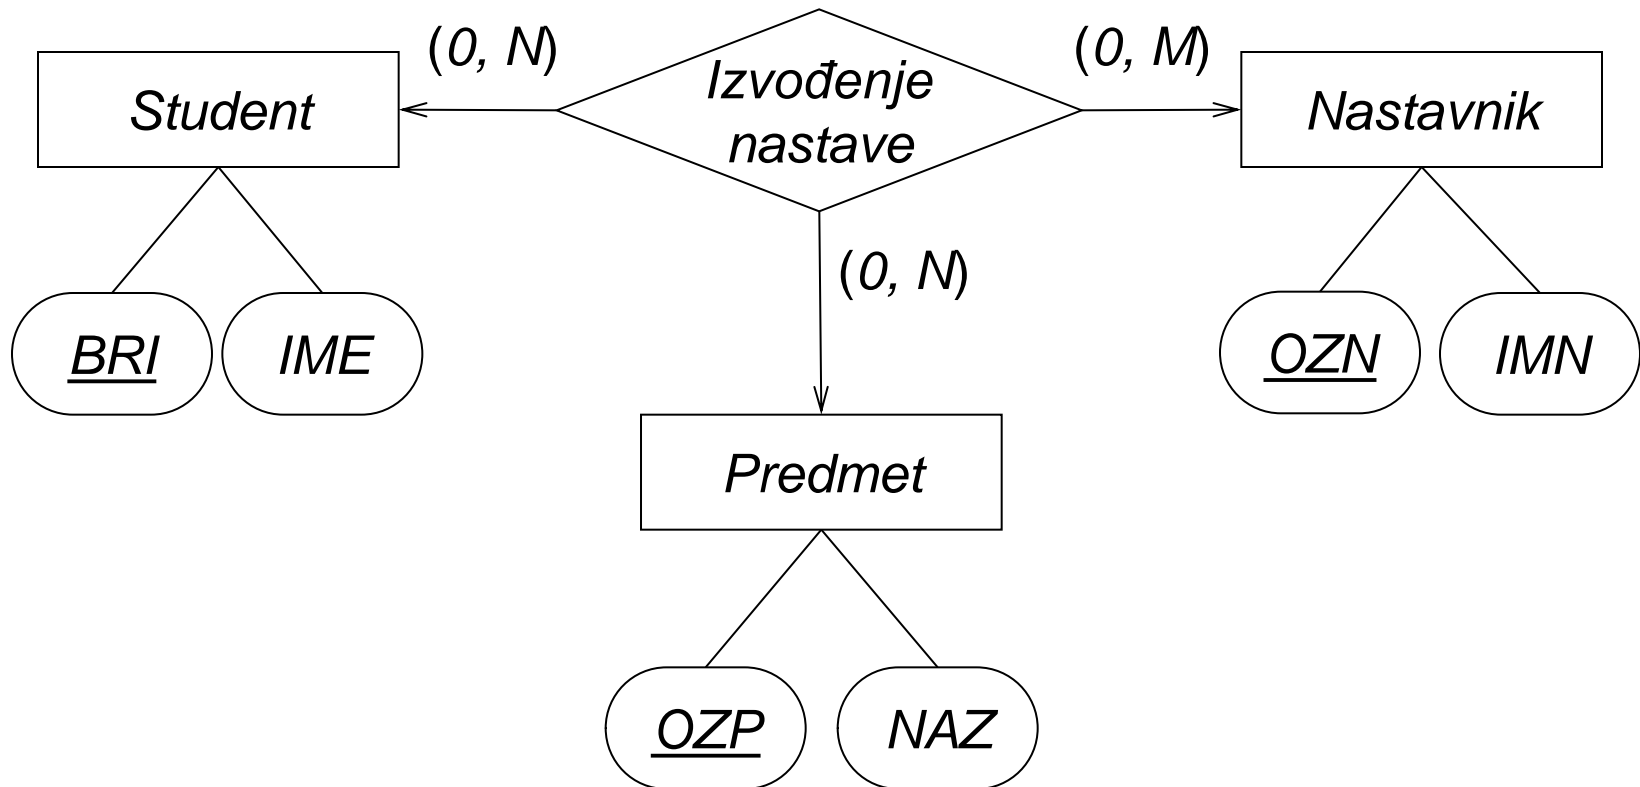 (0, N)
(0, M)
Student
Izvođenje
nastave
Nastavnik
(0, N)
BRI
IME
OZN
IMN
Predmet
OZP
NAZ